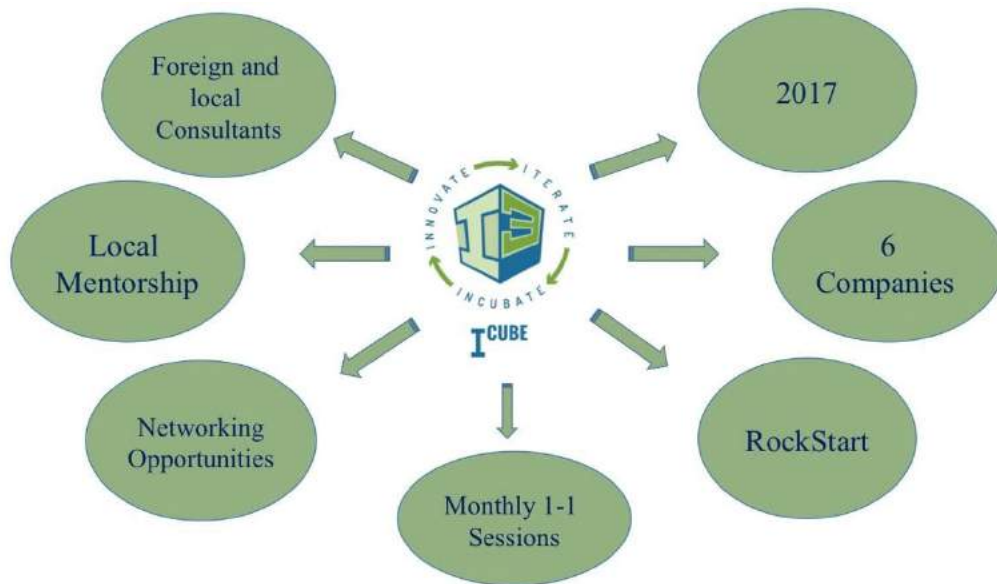 Foreign and
local
Consultants
2017
INNOVATE
ITERATE
INCUBATE
I3
I CUBE
Local
Mentorship
6
Companies
Networking
Opportunities
RockStart
Monthly 1-1
Sessions